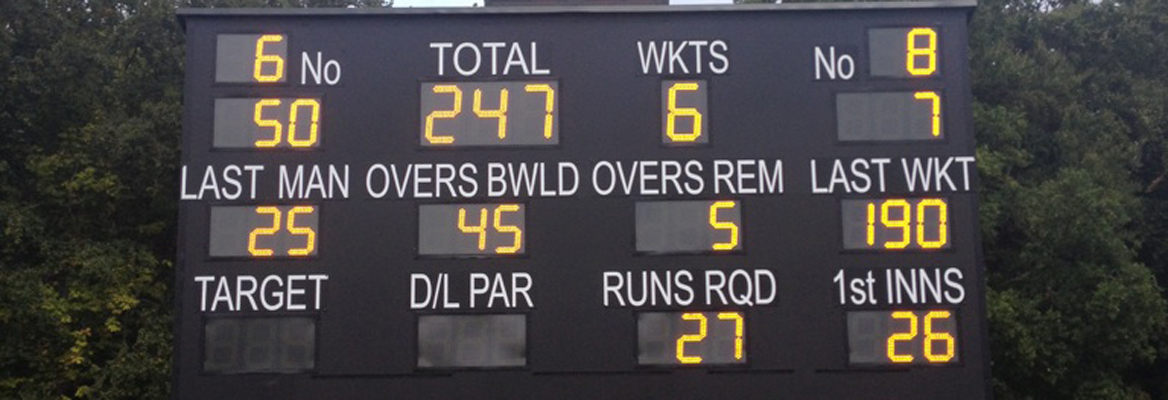 6 No TOTAL WKTS No 8
50 247 6 7
LAST MAN OVERS BWLD OVERS REM LAST WKT
25 45 5 190
TARGET D/L PAR RUNS RQD 1st INNS
27 26